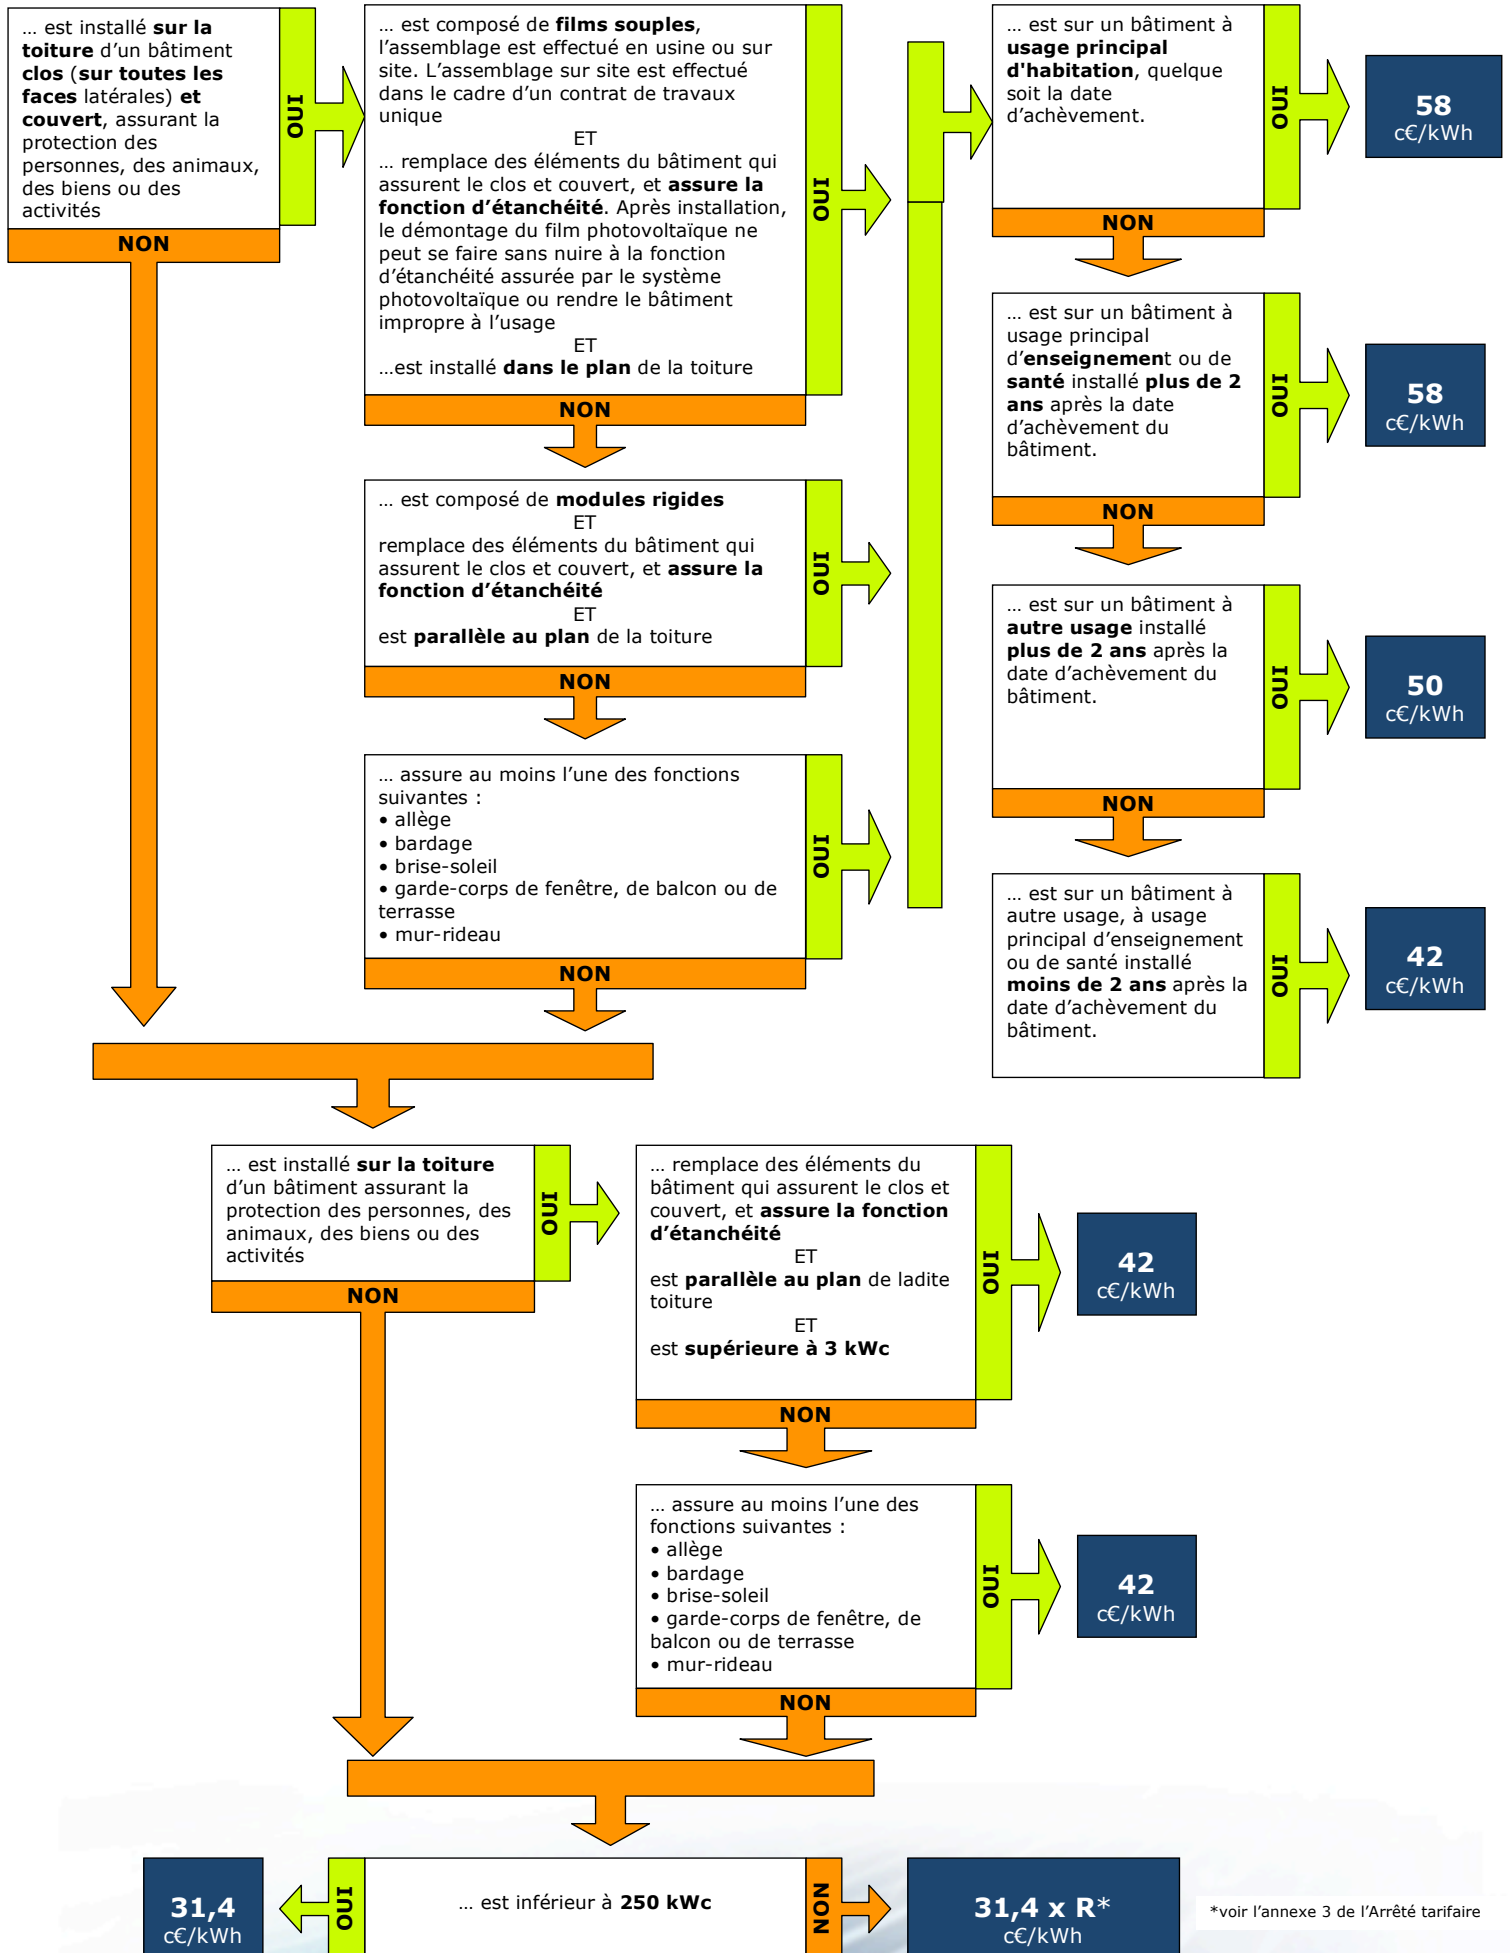 … est installé sur la
toiture d’un bâtiment
clos (sur toutes les
faces latérales) et
couvert, assurant la
protection des
personnes, des animaux,
des biens ou des
activités
OUI
NON
… est composé de films souples,
l’assemblage est effectué en usine ou sur
site. L’assemblage sur site est effectué
dans le cadre d’un contrat de travaux
unique
ET
… remplace des éléments du bâtiment qui
assurent le clos et couvert, et assure la
fonction d’étanchéité. Après installation,
le démontage du film photovoltaïque ne
peut se faire sans nuire à la fonction
d’étanchéité assurée par le système
photovoltaïque ou rendre le bâtiment
impropre à l’usage
ET
…est installé dans le plan de la toiture
OUI
NON
… est composé de modules rigides
ET
remplace des éléments du bâtiment qui
assurent le clos et couvert, et assure la
fonction d’étanchéité
ET
est parallèle au plan de la toiture
OUI
NON
… assure au moins l’une des fonctions
suivantes :
• allège
• bardage
• brise-soleil
• garde-corps de fenêtre, de balcon ou de
terrasse
• mur-rideau
OUI
NON
… est sur un bâtiment à
usage principal
d'habitation, quelque
soit la date
d’achèvement.
OUI
58
c€/kWh
NON
… est sur un bâtiment à
usage principal
d’enseignement ou de
santé installé plus de 2
ans après la date
d’achèvement du
bâtiment.
OUI
58
c€/kWh
NON
… est sur un bâtiment à
autre usage installé
plus de 2 ans après la
date d’achèvement du
bâtiment.
OUI
50
c€/kWh
NON
… est sur un bâtiment à
autre usage, à usage
principal d’enseignement
ou de santé installé
moins de 2 ans après la
date d’achèvement du
bâtiment.
OUI
42
c€/kWh
… est installé sur la toiture
d’un bâtiment assurant la
protection des personnes, des
animaux, des biens ou des
activités
OUI
NON
… remplace des éléments du
bâtiment qui assurent le clos et
couvert, et assure la fonction
d’étanchéité
ET
est parallèle au plan de ladite
toiture
ET
est supérieure à 3 kWc
OUI
42
c€/kWh
NON
… assure au moins l’une des
fonctions suivantes :
• allège
• bardage
• brise-soleil
• garde-corps de fenêtre, de
balcon ou de terrasse
• mur-rideau
OUI
42
c€/kWh
NON
31,4
c€/kWh
OUI
… est inférieur à 250 kWc
NON
31,4 x R*
c€/kWh
*voir l’annexe 3 de l’Arrêté tarifaire